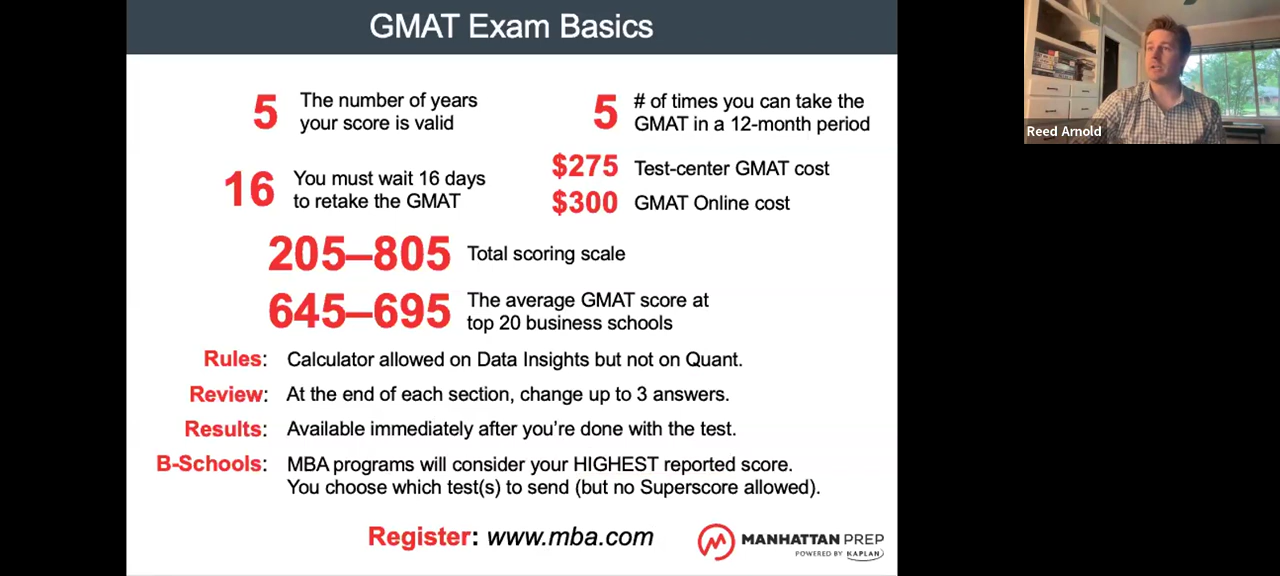 GMAT Exam Basics
5
The number of years
your score is valid
5
# of times you can take the
GMAT in a 12-month period
16
You must wait 16 days
to retake the GMAT
$275 Test-center GMAT cost
$300 GMAT Online cost
205–805 Total scoring scale
645–695
The average GMAT score at
top 20 business schools
Rules: Calculator allowed on Data Insights but not on Quant.
Review: At the end of each section, change up to 3 answers.
Results: Available immediately after you're done with the test.
B-Schools: MBA programs will consider your HIGHEST reported score.
You choose which test(s) to send (but no Superscore allowed).
Register: www.mba.com
MANHATTAN PREP
POWERED BY KAPLAN
Reed Arnold